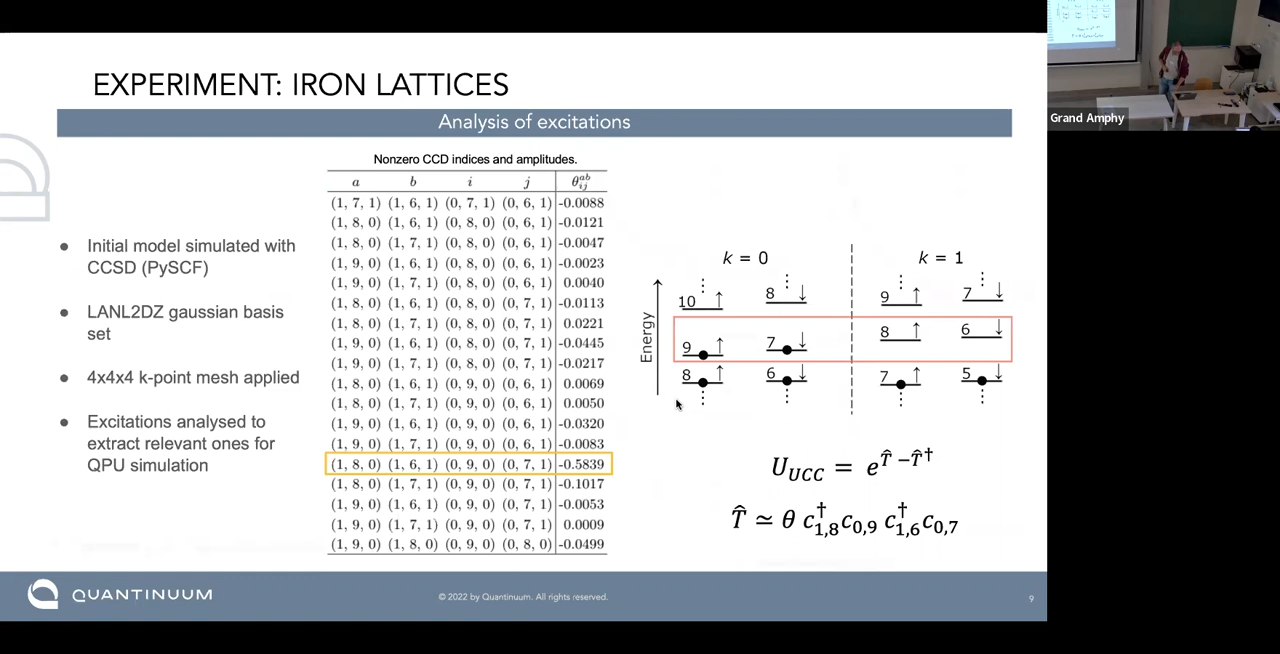 EXPERIMENT: IRON LATTICES
Analysis of excitations
● Initial model simulated with
CCSD (PySCF)
● LANL2DZ gaussian basis
set
● 4x4x4 k-point mesh applied
● Excitations analysed to
extract relevant ones for
QPU simulation
Nonzero CCD indices and amplitudes.
a b i j θ_{ij}^{ab}
(1, 7, 1) (1, 6, 1) (0, 7, 1) (0, 6, 1) -0.0088
(1, 8, 0) (1, 6, 1) (0, 8, 0) (0, 6, 1) -0.0121
(1, 8, 0) (1, 7, 1) (0, 8, 0) (0, 6, 1) -0.0047
(1, 9, 0) (1, 6, 1) (0, 8, 0) (0, 6, 1) -0.0023
(1, 9, 0) (1, 7, 1) (0, 8, 0) (0, 6, 1) 0.0040
(1, 8, 0) (1, 6, 1) (0, 8, 0) (0, 7, 1) -0.0113
(1, 8, 0) (1, 7, 1) (0, 8, 0) (0, 7, 1) 0.0221
(1, 9, 0) (1, 6, 1) (0, 8, 0) (0, 7, 1) -0.0445
(1, 9, 0) (1, 7, 1) (0, 8, 0) (0, 7, 1) -0.0217
(1, 8, 0) (1, 6, 1) (0, 9, 0) (0, 6, 1) 0.0069
(1, 8, 0) (1, 7, 1) (0, 9, 0) (0, 6, 1) 0.0050
(1, 9, 0) (1, 6, 1) (0, 9, 0) (0, 6, 1) -0.0320
(1, 9, 0) (1, 7, 1) (0, 9, 0) (0, 6, 1) -0.0083
(1, 8, 0) (1, 6, 1) (0, 9, 0) (0, 7, 1) -0.5839
(1, 8, 0) (1, 7, 1) (0, 9, 0) (0, 7, 1) -0.1017
(1, 9, 0) (1, 6, 1) (0, 9, 0) (0, 7, 1) -0.0053
(1, 9, 0) (1, 7, 1) (0, 9, 0) (0, 7, 1) 0.0009
(1, 9, 0) (1, 8, 0) (0, 9, 0) (0, 8, 0) -0.0499
k = 0 k = 1
Energy
10 ↑ 8 ↓ 9 ↑ 7 ↓
9 ↑ 7 ↓ 8 ↑ 6 ↓
8 ↑ 6 ↓ 7 ↑ 5 ↓
U_{UCC} = e^{T̂ −T̂†}
T̂ ≃ θ c†_{1,8}c_{0,9} c†_{1,6}c_{0,7}
QUANTINUUM
© 2022 by Quantinuum. All rights reserved.
9
Grand Amphy